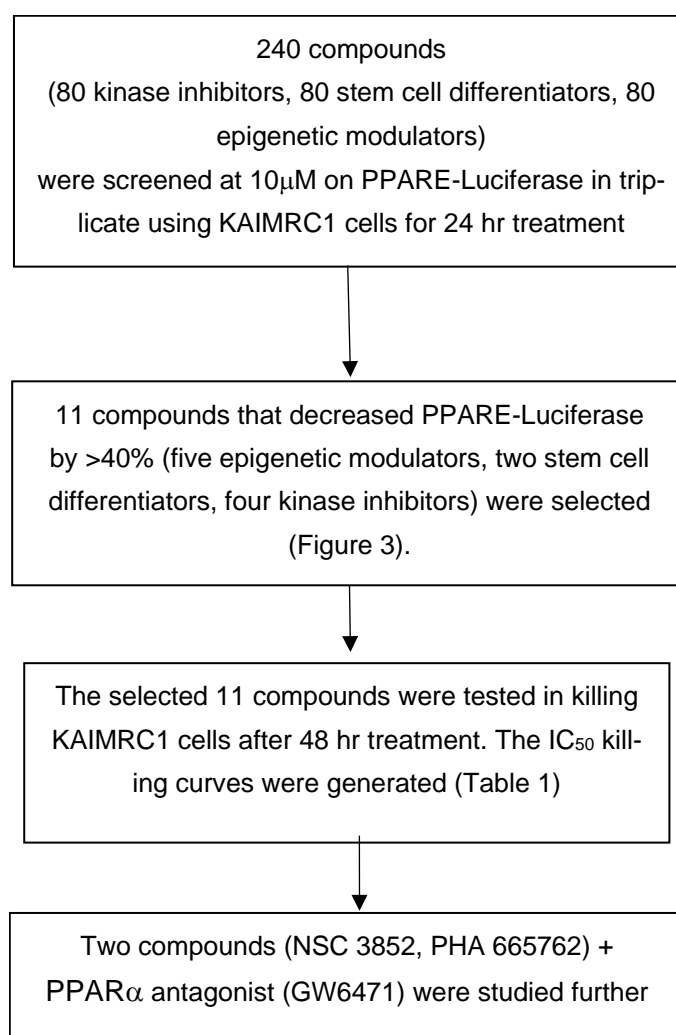 240 compounds
(80 kinase inhibitors, 80 stem cell differentiators, 80
epigenetic modulators)
were screened at 10μM on PPARE-Luciferase in trip-
licate using KAIMRC1 cells for 24 hr treatment
11 compounds that decreased PPARE-Luciferase
by >40% (five epigenetic modulators, two stem cell
differentiators, four kinase inhibitors) were selected
(Figure 3).
The selected 11 compounds were tested in killing
KAIMRC1 cells after 48 hr treatment. The IC₅₀ kill-
ing curves were generated (Table 1)
Two compounds (NSC 3852, PHA 665762) +
PPARα antagonist (GW6471) were studied further